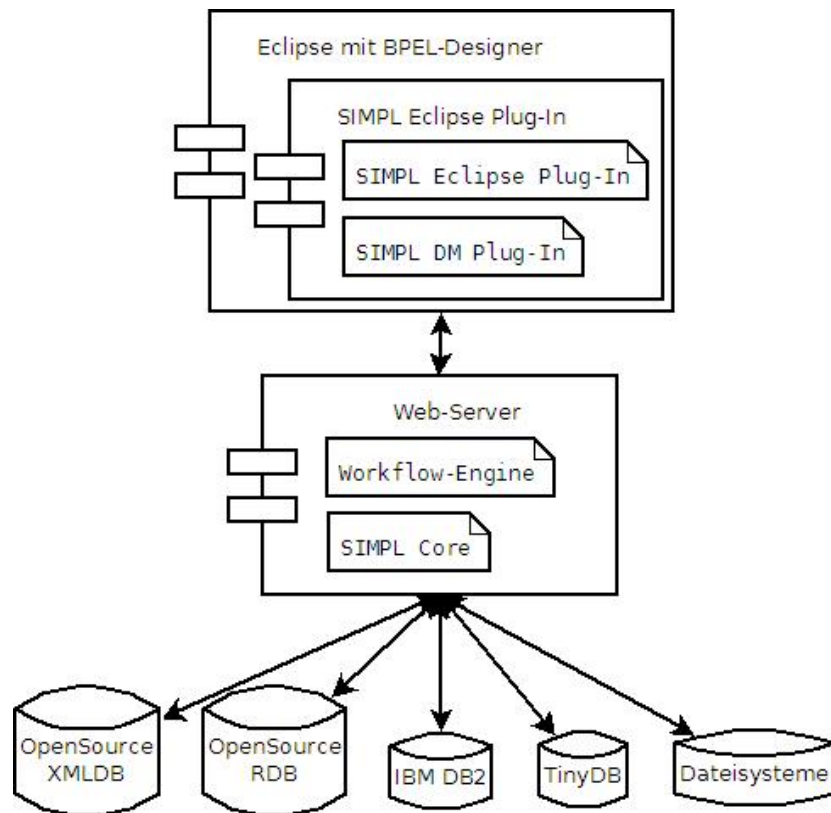 Eclipse mit BPEL-Designer
SIMPL Eclipse Plug-In
SIMPL Eclipse Plug-In
SIMPL DM Plug-In
Web-Server
Workflow-Engine
SIMPL Core
OpenSource
XMLDB
OpenSource
RDB
IBM DB2
TinyDB
Dateisysteme